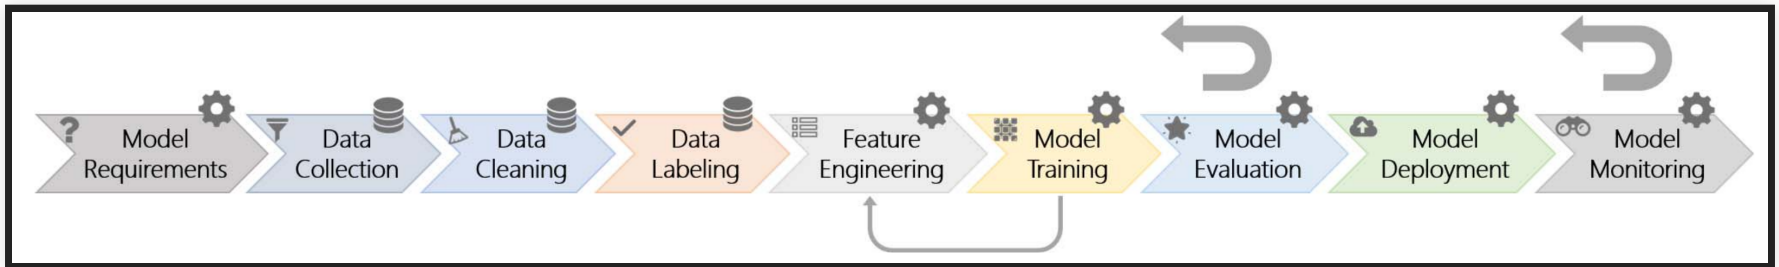 Model
Requirements
Data
Collection
Data
Cleaning
Data
Labeling
Feature
Engineering
Model
Training
Model
Evaluation
Model
Deployment
Model
Monitoring